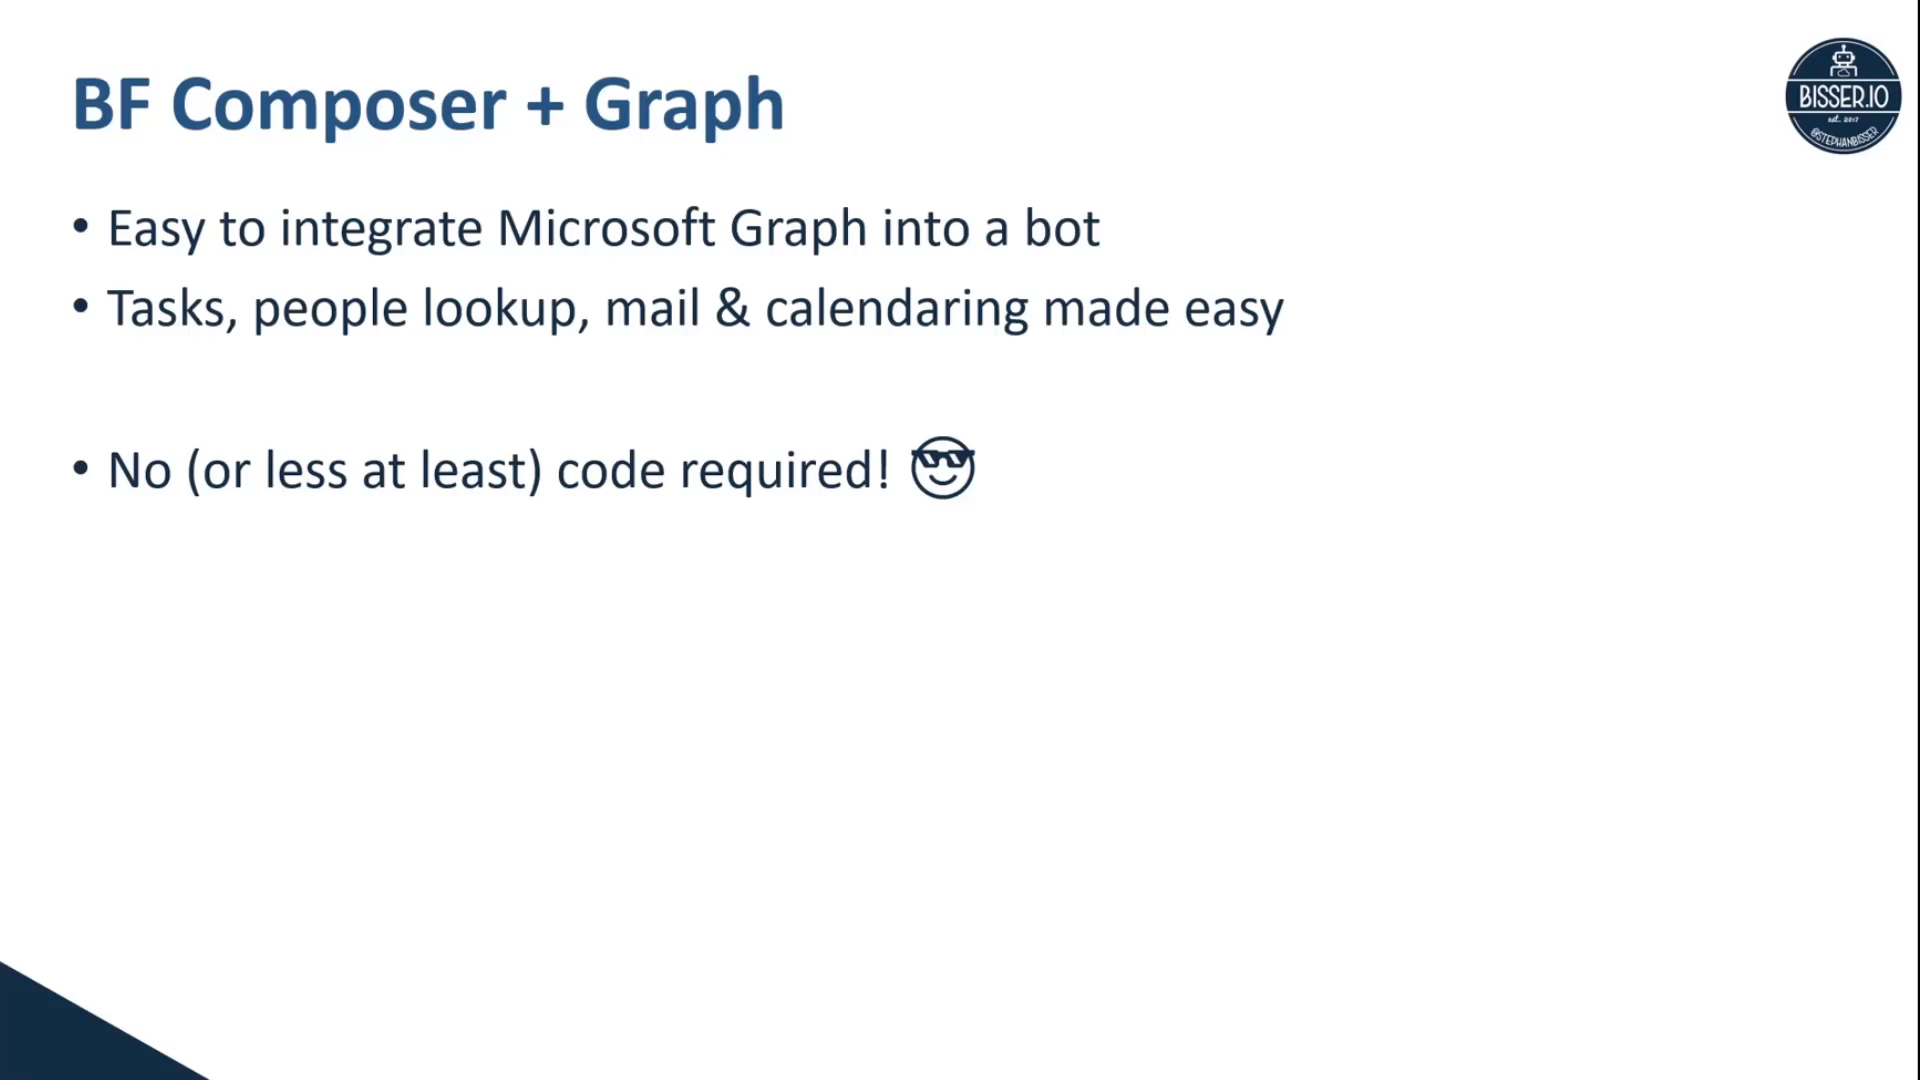 BF Composer + Graph
BISSER.IO
est. 2017
@STEPHANBISSER
• Easy to integrate Microsoft Graph into a bot
• Tasks, people lookup, mail & calendaring made easy
• No (or less at least) code required! 😎